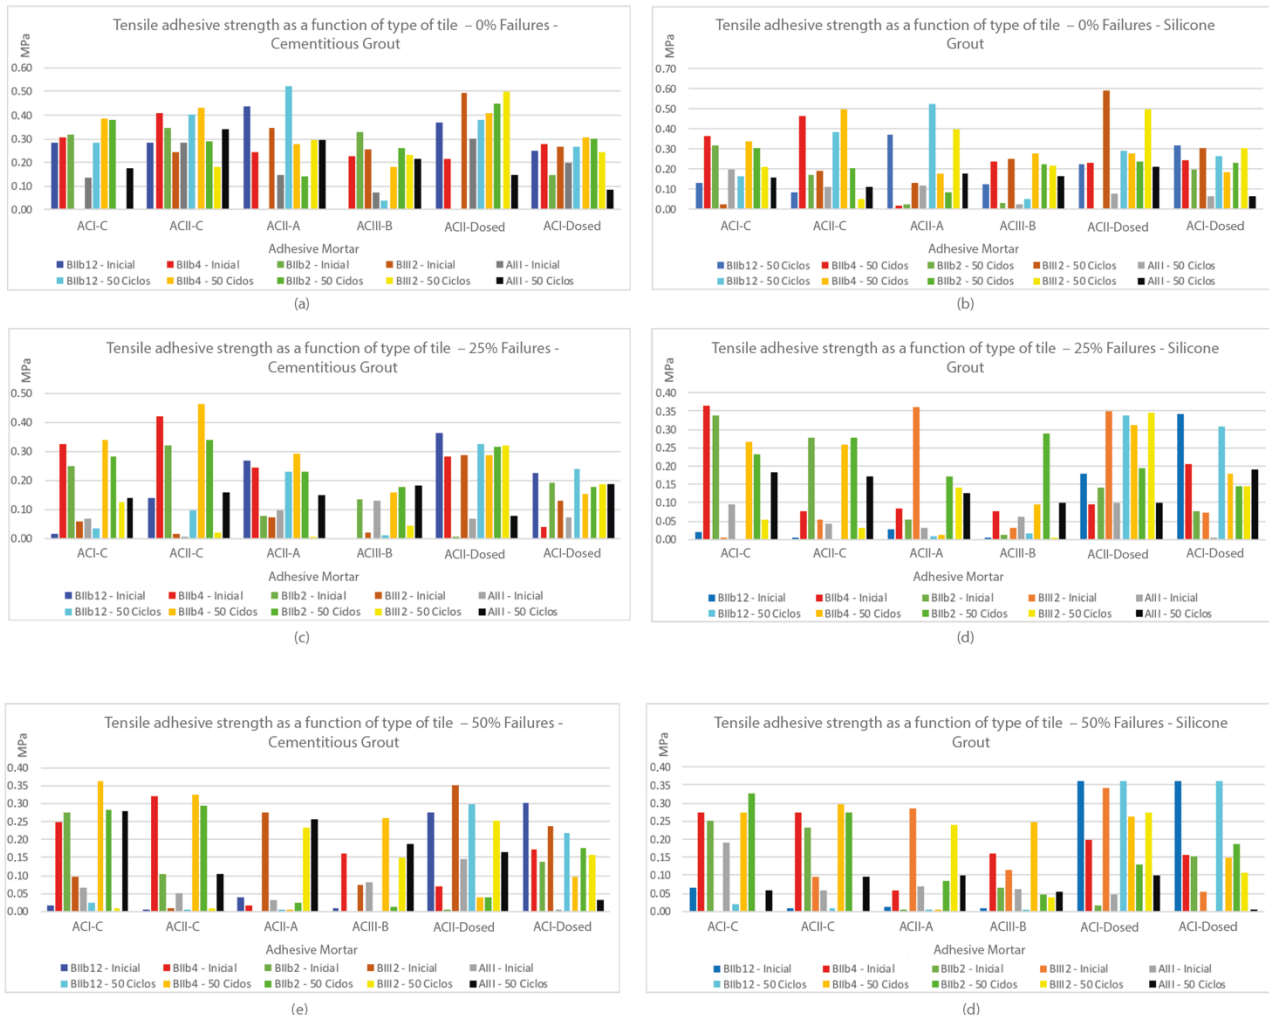 Tensile adhesive strength as a function of type of tile – 0% Failures -
Cementitious Grout
MPa
0.60
0.50
0.40
0.30
0.20
0.10
0.00
ACI-C ACII-C ACII-A ACIII-B ACII-Dosed ACI-Dosed
Adhesive Mortar
BIIb12 - Inicial BIIb4 - Inicial BIIb2 - Inicial BIII2 - Inicial AIII - Inicial
BIIb12 - 50 Ciclos BIIb4 - 50 Cidos BIIb2 - 50 Cidos BIII2 - 50 Ciclos AIII - 50 Ciclos
(a)
Tensile adhesive strength as a function of type of tile – 0% Failures - Silicone
Grout
MPa
0.70
0.60
0.50
0.40
0.30
0.20
0.10
0.00
ACI-C ACII-C ACII-A ACIII-B ACII-Dosed ACI-Dosed
Adhesive Mortar
BIIb12 - 50 Ciclos BIIb4 - 50 Cidos BIIb2 - 50 Cidos BIII2 - 50 Ciclos AIII - 50 Ciclos
BIIb12 - 50 Ciclos BIIb4 - 50 Cidos BIIb2 - 50 Cidos BIII2 - 50 Ciclos AIII - 50 Ciclos
(b)
Tensile adhesive strength as a function of type of tile – 25% Failures -
Cementitious Grout
MPa
0.50
0.40
0.30
0.20
0.10
0.00
ACI-C ACII-C ACII-A ACIII-B ACII-Dosed ACI-Dosed
Adhesive Mortar
BIIb12 - Inicial BIIb4 - Inicial BIIb2 - Inicial BIII2 - Inicial AIII - Inicial
BIIb12 - 50 Ciclos BIIb4 - 50 Cidos BIIb2 - 50 Cidos BIII2 - 50 Ciclos AIII - 50 Ciclos
(c)
Tensile adhesive strength as a function of type of tile – 25% Failures - Silicone
Grout
MPa
0.40
0.35
0.30
0.25
0.20
0.15
0.10
0.05
0.00
ACI-C ACII-C ACII-A ACIII-B ACII-Dosed ACI-Dosed
Adhesive Mortar
BIIb12 - Inicial BIIb4 - Inicial BIIb2 - Inicial BIII2 - Inicial AIII - Inicial
BIIb12 - 50 Ciclos BIIb4 - 50 Cidos BIIb2 - 50 Cidos BIII2 - 50 Ciclos AIII - 50 Ciclos
(d)
Tensile adhesive strength as a function of type of tile – 50% Failures -
Cementitious Grout
MPa
0.40
0.35
0.30
0.25
0.20
0.15
0.10
0.05
0.00
ACI-C ACII-C ACII-A ACIII-B ACII-Dosed ACI-Dosed
Adhesive Mortar
BIIb12 - Inicial BIIb4 - Inicial BIIb2 - Inicial BIII2 - Inicial AIII - Inicial
BIIb12 - 50 Ciclos BIIb4 - 50 Cidos BIIb2 - 50 Cidos BIII2 - 50 Ciclos AIII - 50 Ciclos
(e)
Tensile adhesive strength as a function of type of tile – 50% Failures - Silicone
Grout
MPa
0,40
0.35
0.30
0.25
0.20
0.15
0.10
0.05
0.00
ACI-C ACII-C ACII-A ACIII-B ACI-Dosed ACI-Dosed
Adhesive Mortar
BIIb12 - Inicial BIIb4 - Inicial BIIb2 - Inicial BIII2 - Inicial AIII - Inicial
BIIb12 - 50 Ciclos BIIb4 - 50 Cidos BIIb2 - 50 Cidos BIII2 - 50 Ciclos AIII - 50 Ciclos
(d)